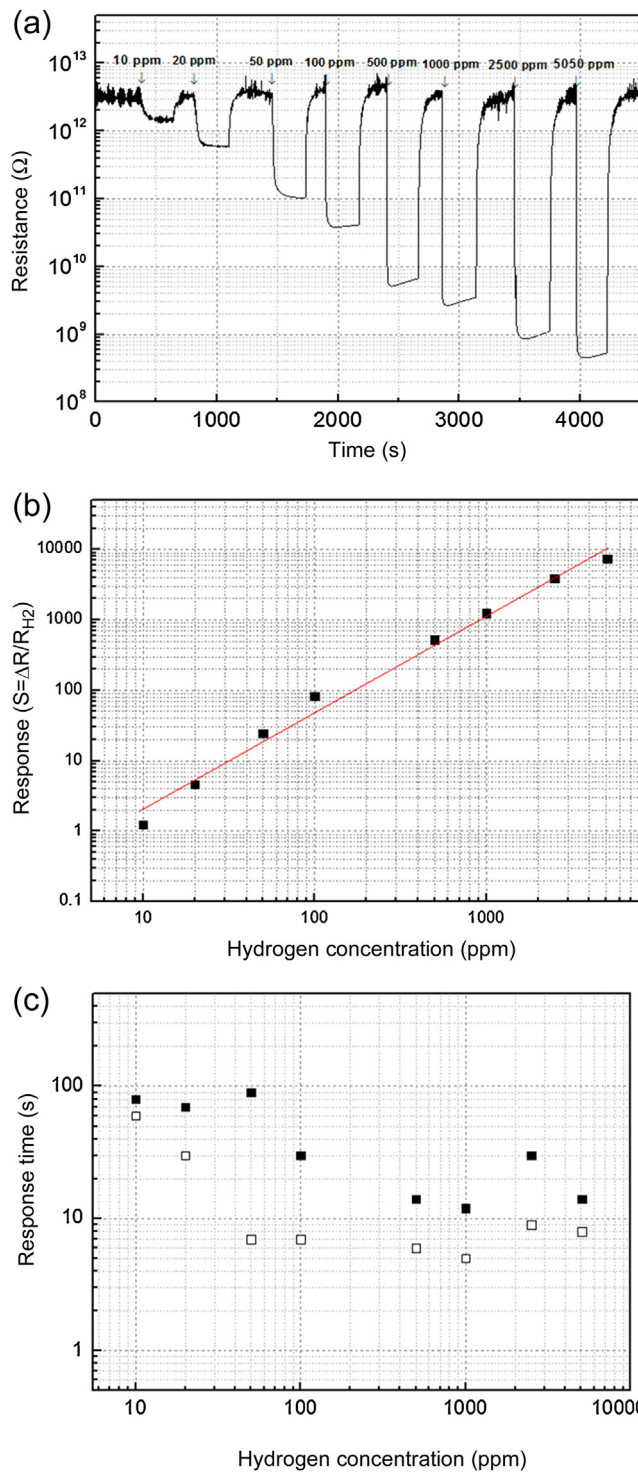 (a)
10 ppm 20 ppm 50 ppm 100 ppm 500 ppm 1000 ppm 2500 ppm 5050 ppm
10¹³
10¹²
10¹¹
10¹⁰
10⁹
10⁸
Resistance (Ω)
0 1000 2000 3000 4000
Time (s)
(b)
10000
1000
100
10
1
0.1
Response (S=ΔR/R_H2)
10 100 1000
Hydrogen concentration (ppm)
(c)
100
10
1
Response time (s)
10 100 1000 10000
Hydrogen concentration (ppm)